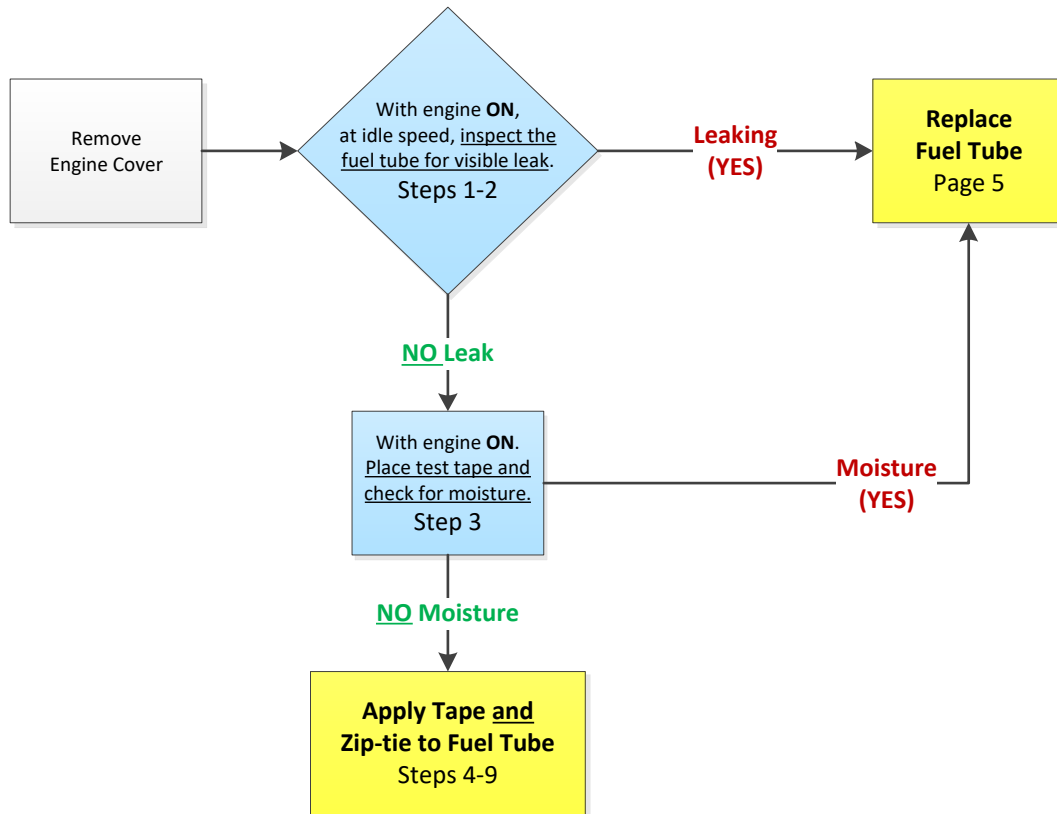 Remove
Engine Cover
With engine ON,
at idle speed, inspect the
fuel tube for visible leak.
Steps 1-2
Leaking
(YES)
Replace
Fuel Tube
Page 5
NO Leak
With engine ON.
Place test tape and
check for moisture.
Step 3
Moisture
(YES)
NO Moisture
Apply Tape and
Zip-tie to Fuel Tube
Steps 4-9